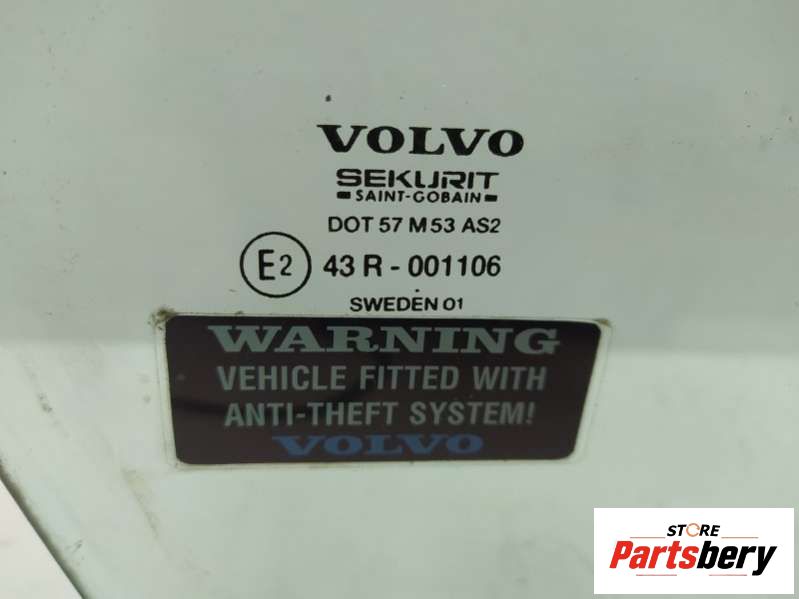 VOLVO
SEKURIT
SAINT-GOBAIN
DOT 57 M 53 AS2
E2 43 R - 001106
SWEDEN 01
WARNING
VEHICLE FITTED WITH
ANTI-THEFT SYSTEM!
VOLVO
STORE
Partsbery